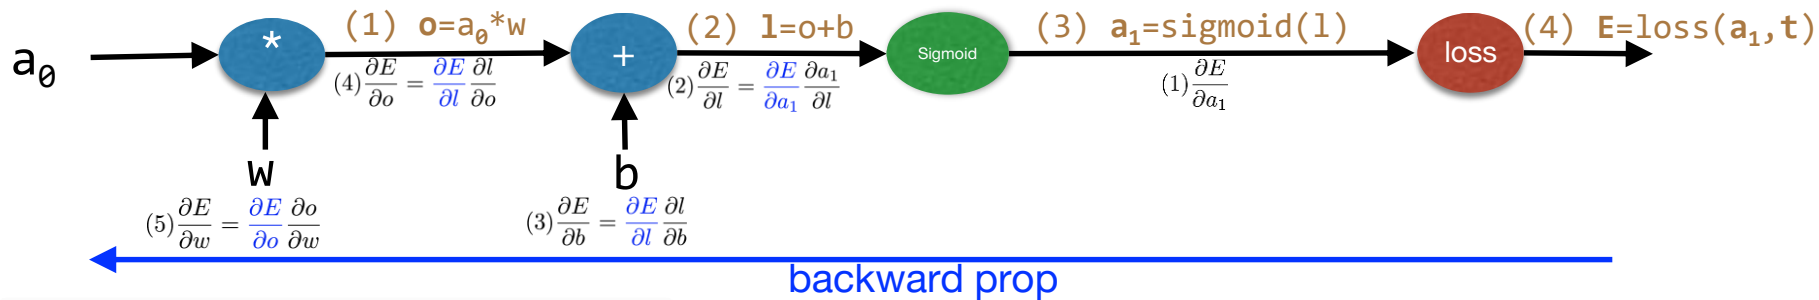 (1) o=a₀*w
(2) l=o+b
(3) a₁=sigmoid(l)
(4) E=loss(a₁,t)
a₀
*
+
Sigmoid
loss
(4) ∂E/∂o = ∂E/∂l ∂l/∂o
(2) ∂E/∂l = ∂E/∂a₁ ∂a₁/∂l
(1) ∂E/∂a₁
w
b
(5) ∂E/∂w = ∂E/∂o ∂o/∂w
(3) ∂E/∂b = ∂E/∂l ∂l/∂b
backward prop